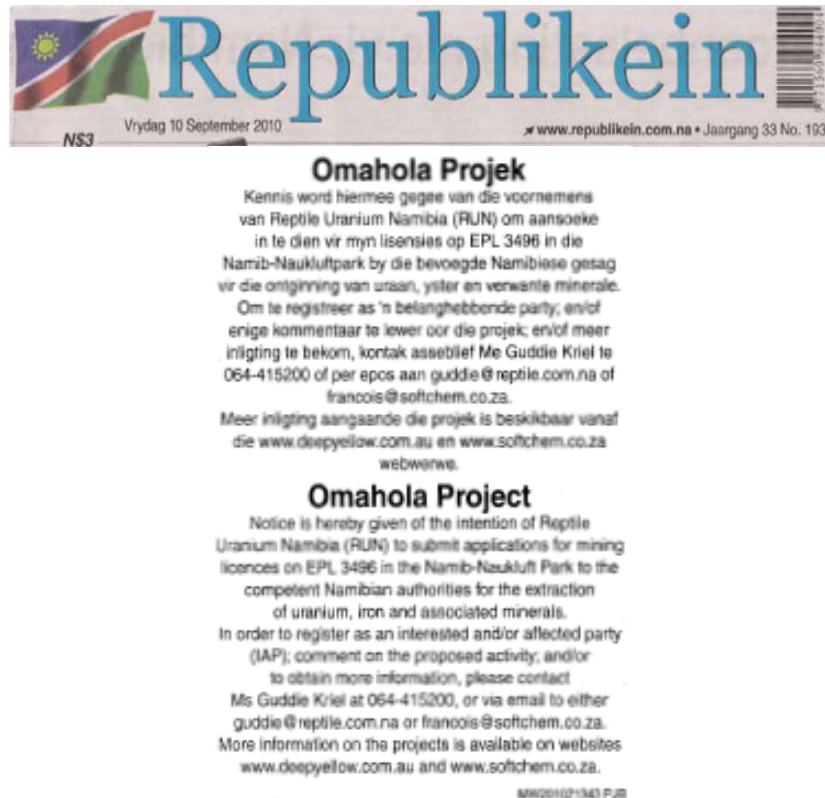 Republikein
N$3
Vrydag 10 September 2010
www.republikein.com.na • Jaargang 33 No. 193
Omahola Projek
Kennis word hiermee gegee van die voornemens
van Reptile Uranium Namibia (RUN) om aansoeke
in te dien vir myn lisensies op EPL 3496 in die
Namib-Naukluftpark by die bevoegde Namibiese gesag
vir die ontginning van uraan, yster en verwante minerale.
Om te registreer as 'n belanghebbende party; en/of
enige kommentaar te lewer oor die projek; en/of meer
inligting te bekom, kontak asseblief Me Guddie Kriel te
064-415200 of per epos aan guddie@reptile.com.na of
francois@softchem.co.za.
Meer inligting aangaande die projek is beskikbaar vanaf
die www.deepyellow.com.au en www.softchem.co.za
webwerwe.
Omahola Project
Notice is hereby given of the intention of Reptile
Uranium Namibia (RUN) to submit applications for mining
licences on EPL 3496 in the Namib-Naukluft Park to the
competent Namibian authorities for the extraction
of uranium, iron and associated minerals.
In order to register as an interested and/or affected party
(IAP); comment on the proposed activity; and/or
to obtain more information, please contact
Ms Guddie Kriel at 064-415200, or via email to either
guddie@reptile.com.na or francois@softchem.co.za.
More information on the projects is available on websites
www.deepyellow.com.au and www.softchem.co.za.